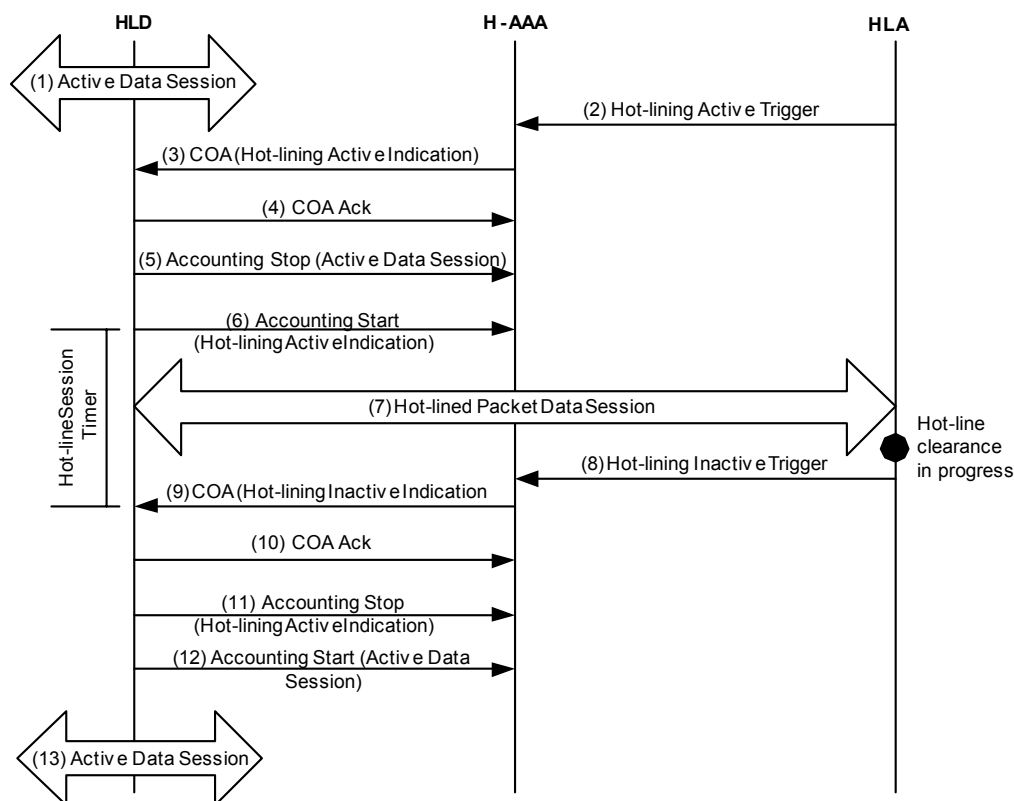 HLD
H-AAA
HLA
(1) Active Data Session
(2) Hot-lining Active Trigger
(3) COA (Hot-lining Active Indication)
(4) COA Ack
(5) Accounting Stop (Active Data Session)
(6) Accounting Start
(Hot-lining Active Indication)
Hot-line Session
Timer
(7) Hot-lined Packet Data Session
Hot-line
clearance
in progress
(8) Hot-lining Inactive Trigger
(9) COA (Hot-lining Inactive Indication
(10) COA Ack
(11) Accounting Stop
(Hot-lining Active Indication)
(12) Accounting Start (Active Data
Session)
(13) Active Data Session